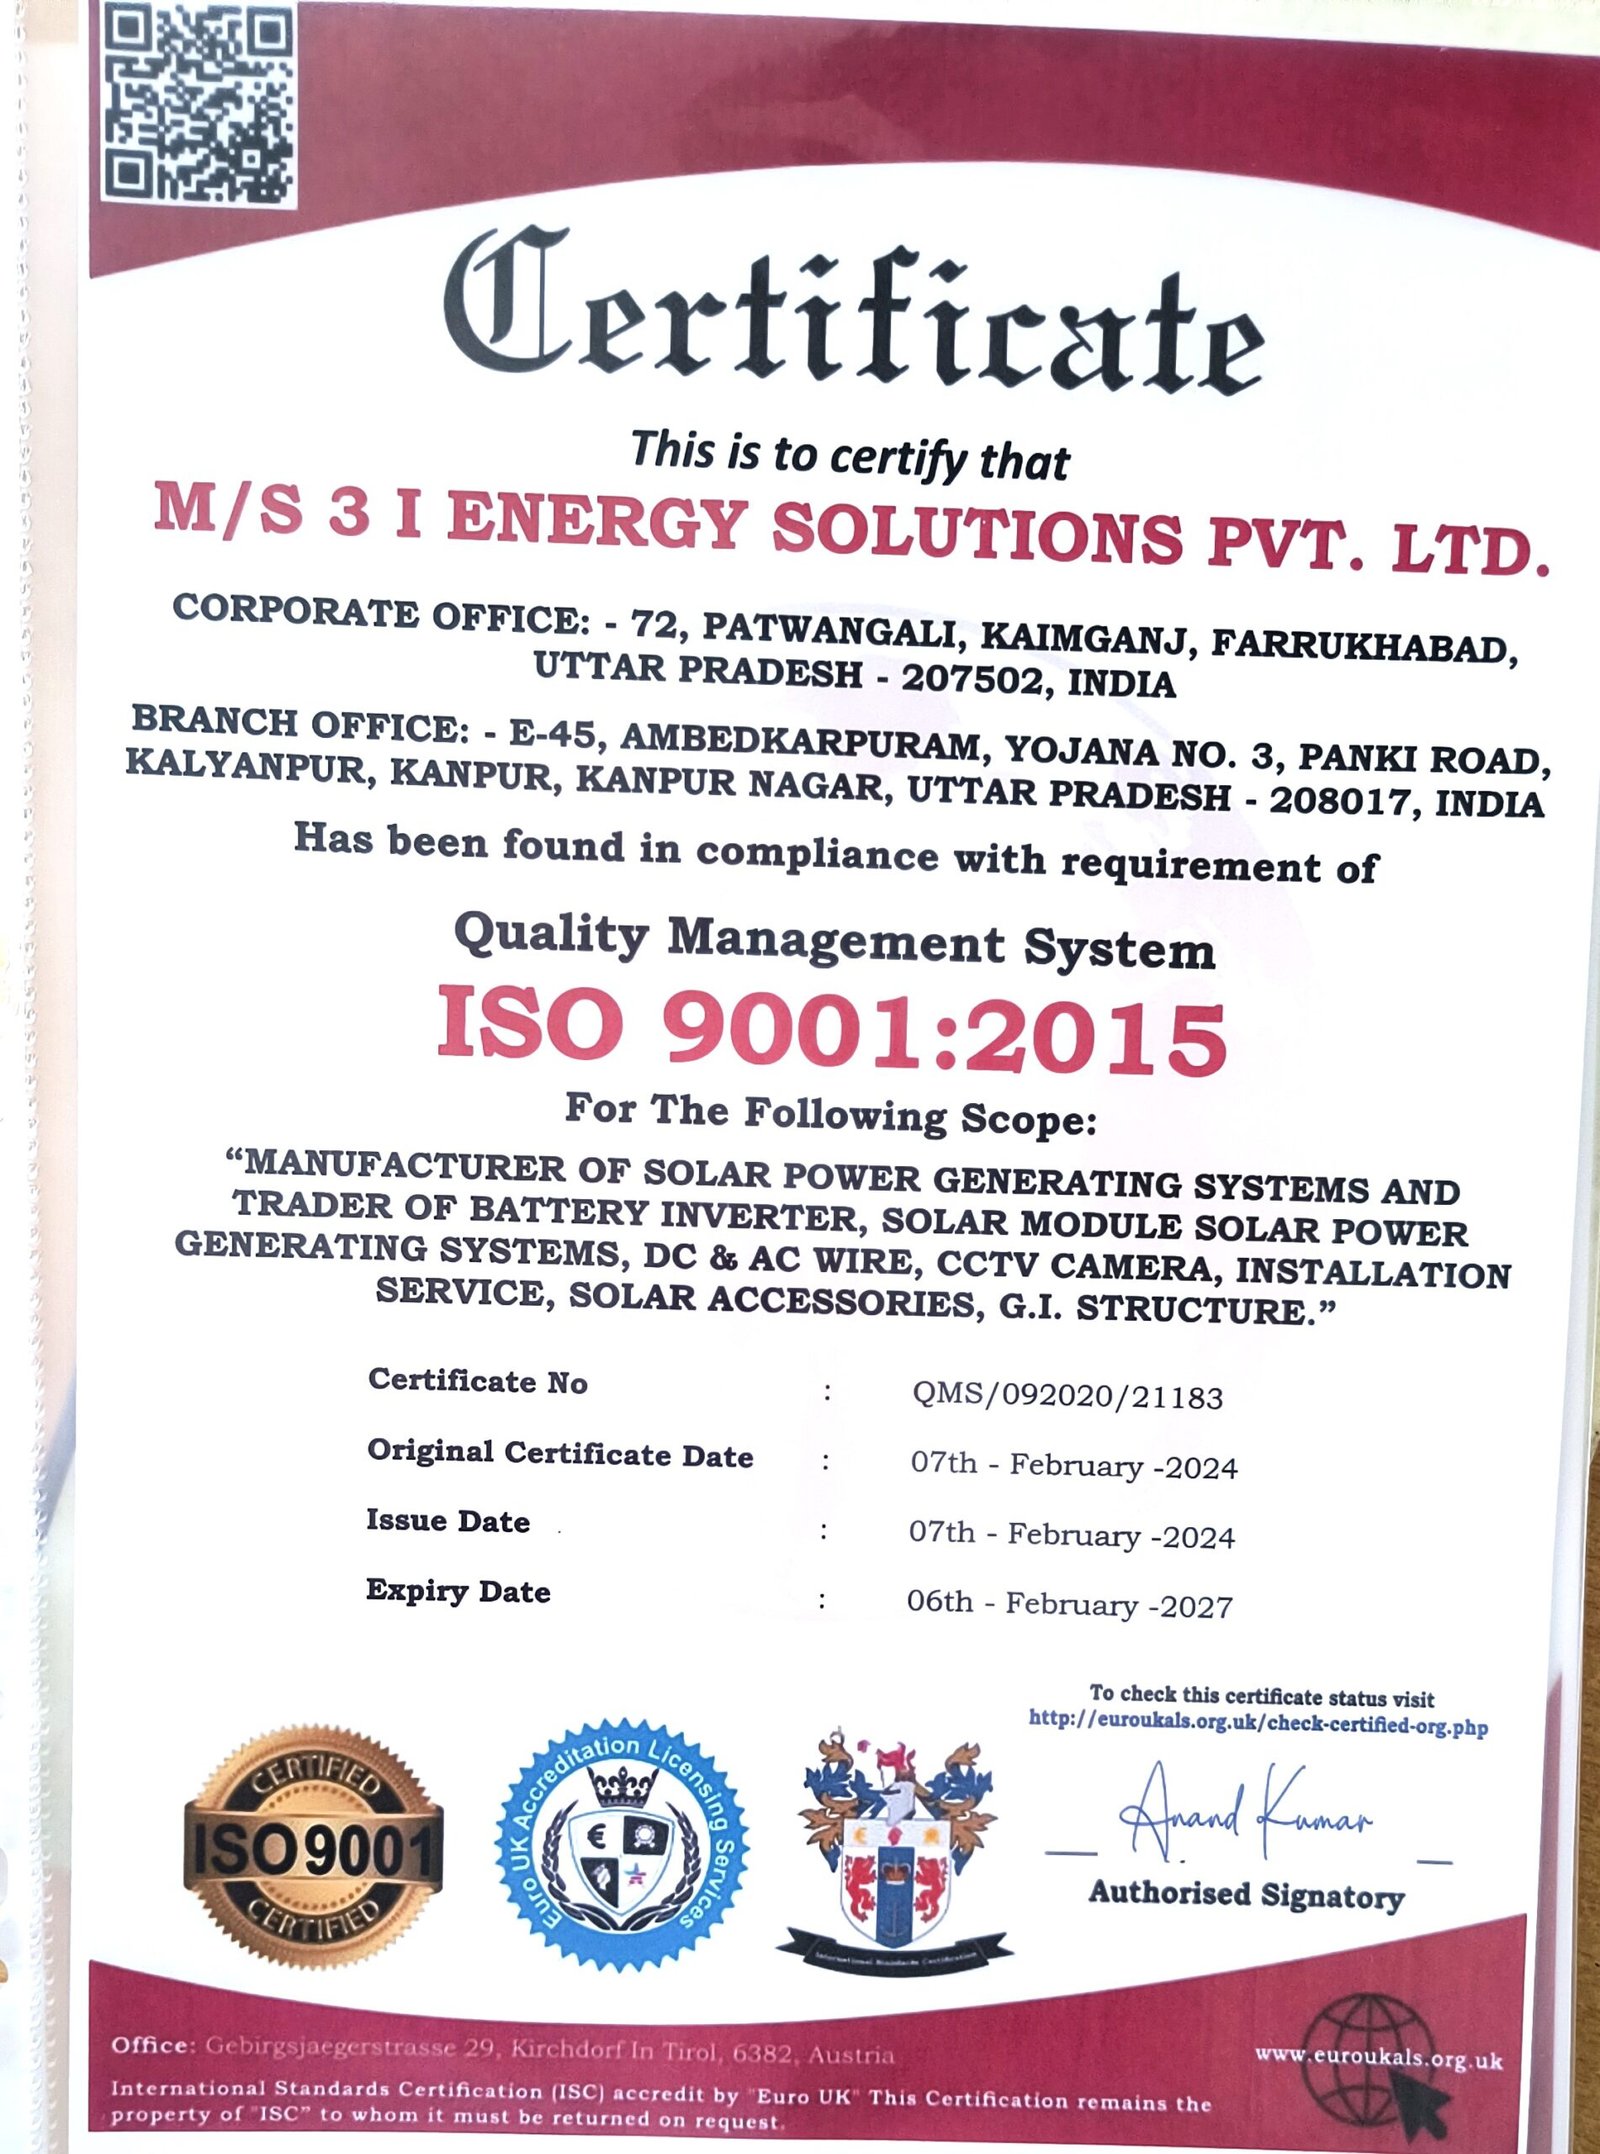 Certificate
This is to certify that
M/S 3 I ENERGY SOLUTIONS PVT. LTD.
CORPORATE OFFICE: - 72, PATWANGALI, KAIMGANJ, FARRUKHABAD,
UTTAR PRADESH - 207502, INDIA
BRANCH OFFICE: - E-45, AMBEDKARPURAM, YOJANA NO. 3, PANKI ROAD,
KALYANPUR, KANPUR, KANPUR NAGAR, UTTAR PRADESH - 208017, INDIA
Has been found in compliance with requirement of
Quality Management System
ISO 9001:2015
For The Following Scope:
“MANUFACTURER OF SOLAR POWER GENERATING SYSTEMS AND
TRADER OF BATTERY INVERTER, SOLAR MODULE SOLAR POWER
GENERATING SYSTEMS, DC & AC WIRE, CCTV CAMERA, INSTALLATION
SERVICE, SOLAR ACCESSORIES, G.I. STRUCTURE.”
Certificate No : QMS/092020/21183
Original Certificate Date : 07th - February -2024
Issue Date : 07th - February -2024
Expiry Date : 06th - February -2027
To check this certificate status visit
http://euroukals.org.uk/check-certified-org.php
CERTIFIED
ISO 9001
CERTIFIED
Euro UK Accreditation Licensing Services
€
€
International Standards Certification
Anand Kumar
Authorised Signatory
Office: Gebirgsjaegerstrasse 29, Kirchdorf In Tirol, 6382, Austria
www.euroukals.org.uk
International Standards Certification (ISC) accredit by "Euro UK" This Certification remains the
property of "ISC" to whom it must be returned on request.